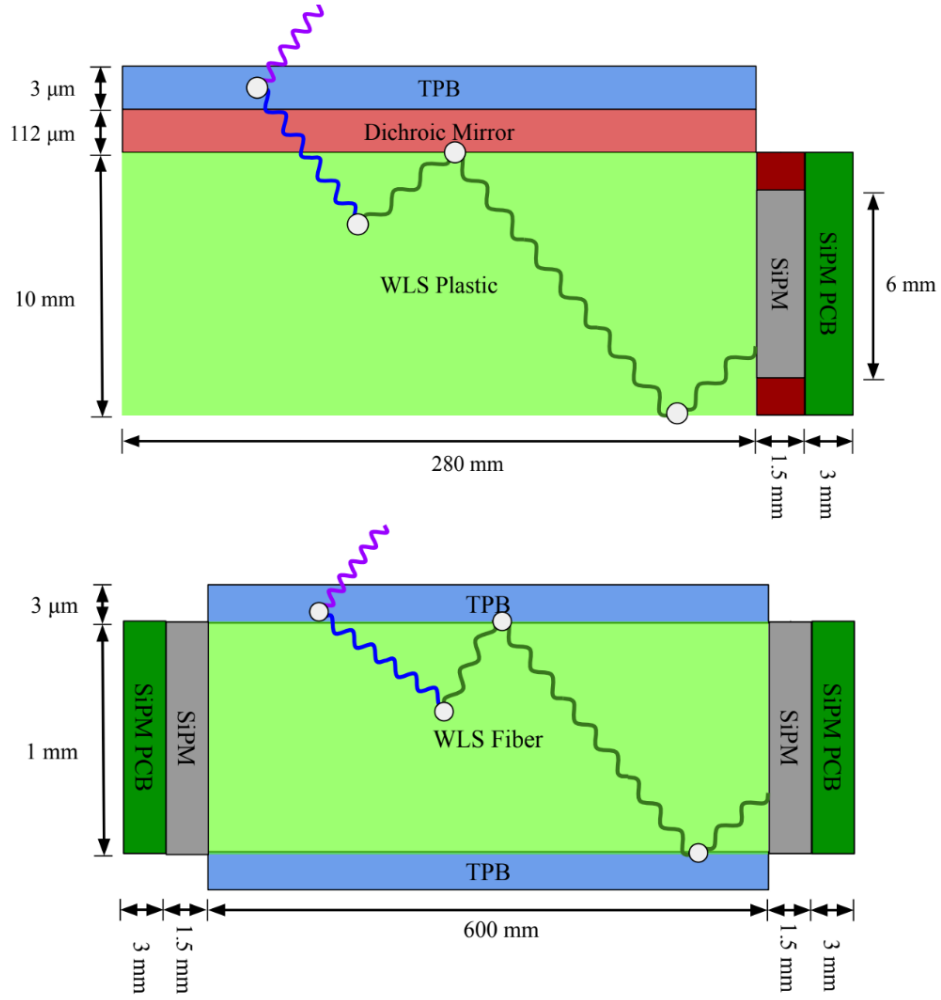 3 μm
TPB
112 μm
Dichroic Mirror
10 mm
WLS Plastic
SiPM
SiPM PCB
6 mm
280 mm
1.5 mm
3 mm
3 μm
TPB
SiPM PCB
SiPM
1 mm
WLS Fiber
SiPM
SiPM PCB
TPB
3 mm
1.5 mm
600 mm
1.5 mm
3 mm